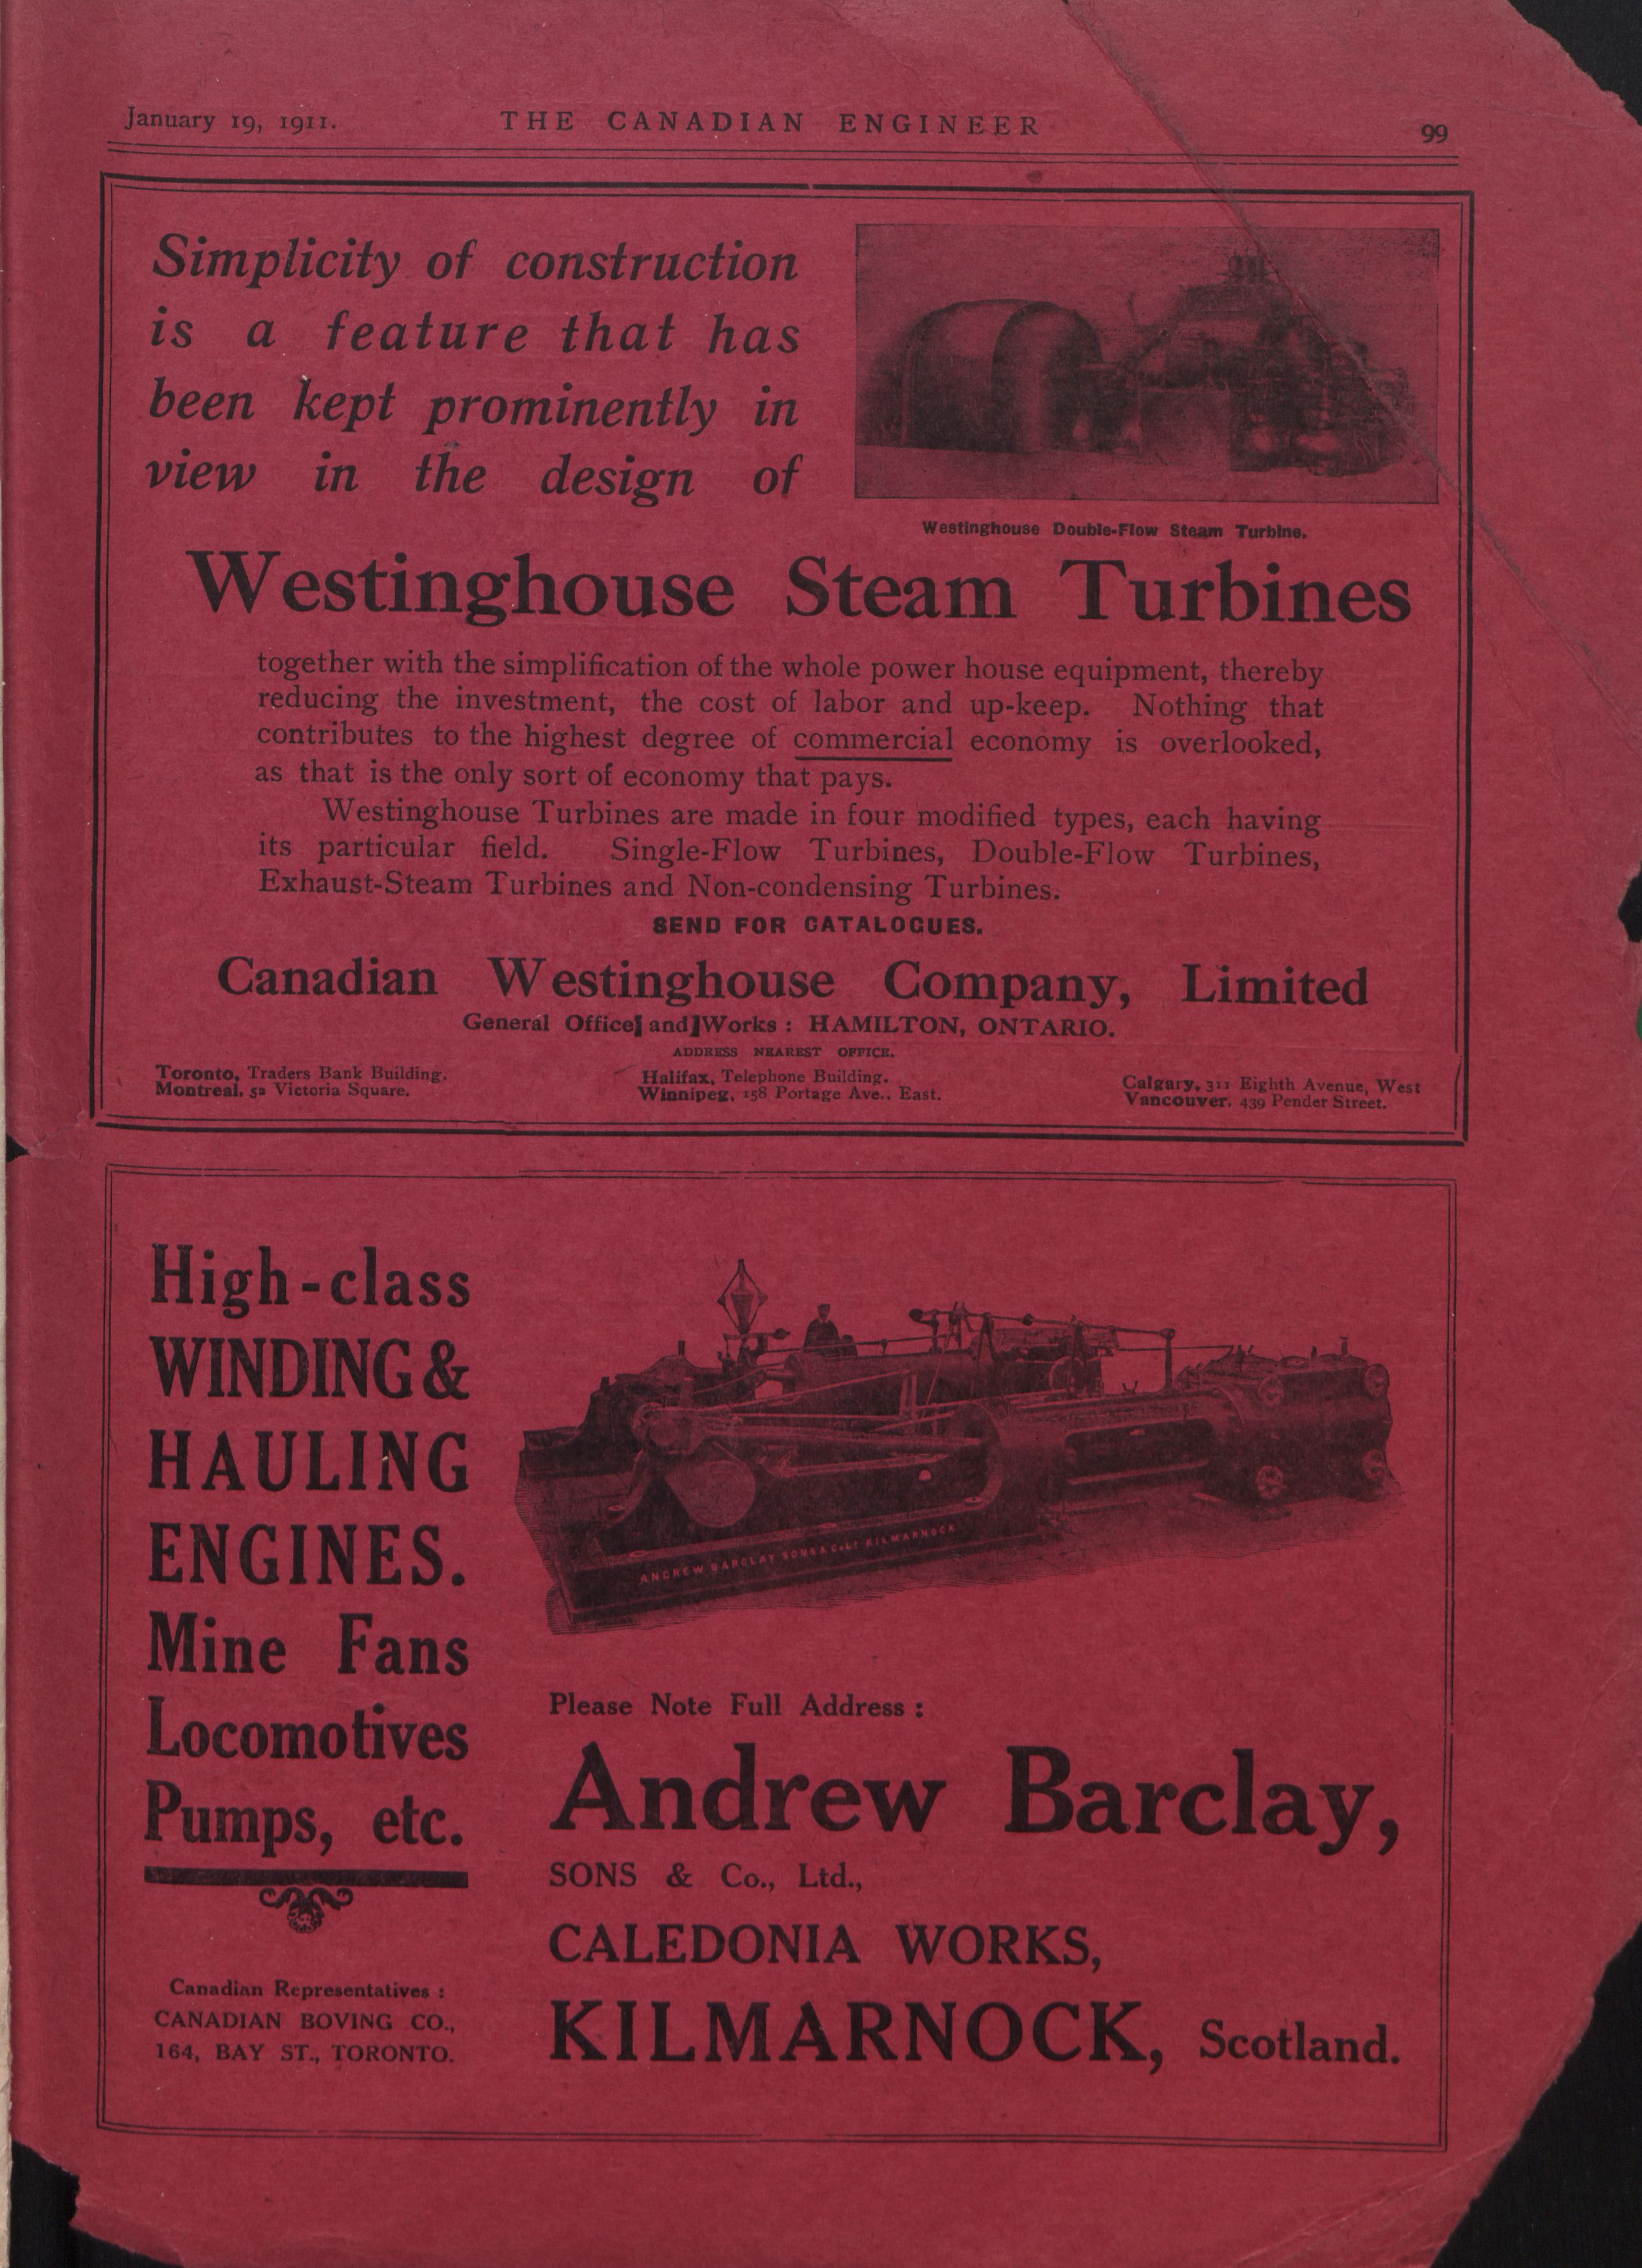 January 19, 1911.
THE CANADIAN ENGINEER
99
Simplicity of construction
is a feature that has
been kept prominently in
view in the design of
Westinghouse Double-Flow Steam Turbine.
Westinghouse Steam Turbines
together with the simplification of the whole power house equipment, thereby
reducing the investment, the cost of labor and up-keep. Nothing that
contributes to the highest degree of commercial economy is overlooked,
as that is the only sort of economy that pays.
Westinghouse Turbines are made in four modified types, each having
its particular field. Single-Flow Turbines, Double-Flow Turbines,
Exhaust-Steam Turbines and Non-condensing Turbines.
SEND FOR CATALOGUES.
Canadian Westinghouse Company, Limited
General Office and Works : HAMILTON, ONTARIO.
ADDRESS NEAREST OFFICE.
Toronto, Traders Bank Building.
Montreal, 52 Victoria Square.
Halifax, Telephone Building.
Winnipeg, 158 Portage Ave., East.
Calgary, 311 Eighth Avenue, West
Vancouver, 439 Pender Street.
High-class
WINDING &
HAULING
ENGINES.
Mine Fans
Locomotives
Pumps, etc.
Canadian Representatives :
CANADIAN BOVING CO.,
164, BAY ST., TORONTO.
ANDREW BARCLAY SONS & Co LD KILMARNOCK
Please Note Full Address :
Andrew Barclay,
SONS & Co., Ltd.,
CALEDONIA WORKS,
KILMARNOCK, Scotland.